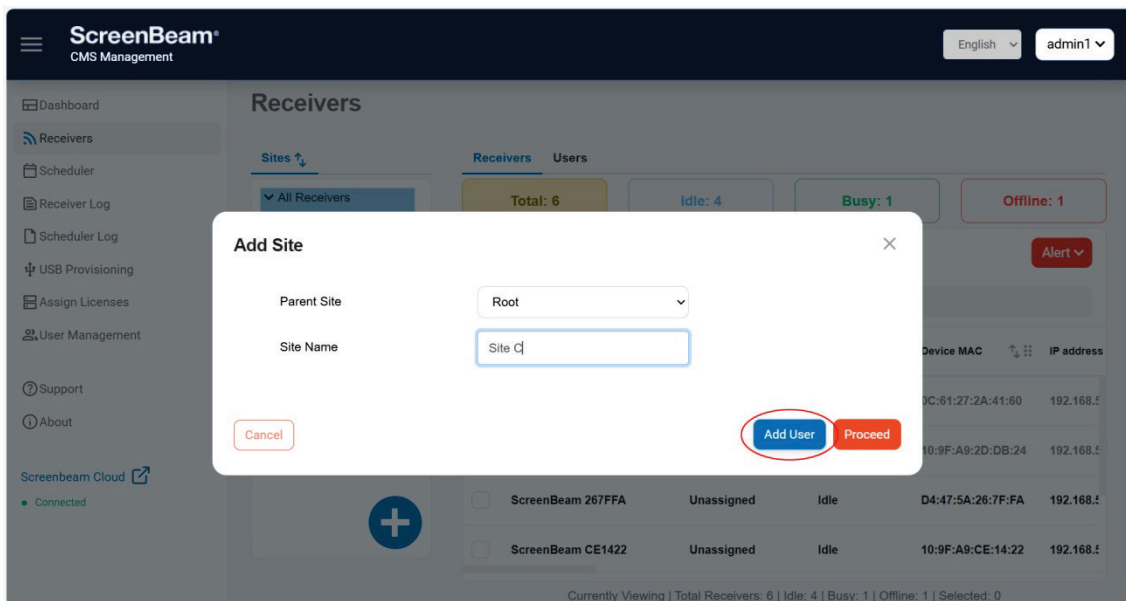 ScreenBeam®
CMS Management
English
admin1
Dashboard
Receivers
Scheduler
Receiver Log
Scheduler Log
USB Provisioning
Assign Licenses
User Management
Support
About
Screenbeam Cloud
Connected
Receivers
Sites
Receivers Users
All Receivers
Total: 6 Idle: 4 Busy: 1 Offline: 1
Alert
Add Site
Parent Site Root
Site Name Site C
Cancel Add User Proceed
Device MAC IP address
0C:61:27:2A:41:60 192.168.5
10:9F:A9:2D:DB:24 192.168.5
ScreenBeam 267FFA Unassigned Idle D4:47:5A:26:7F:FA 192.168.5
ScreenBeam CE1422 Unassigned Idle 10:9F:A9:CE:14:22 192.168.5
Currently Viewing | Total Receivers: 6 | Idle: 4 | Busy: 1 | Offline: 1 | Selected: 0